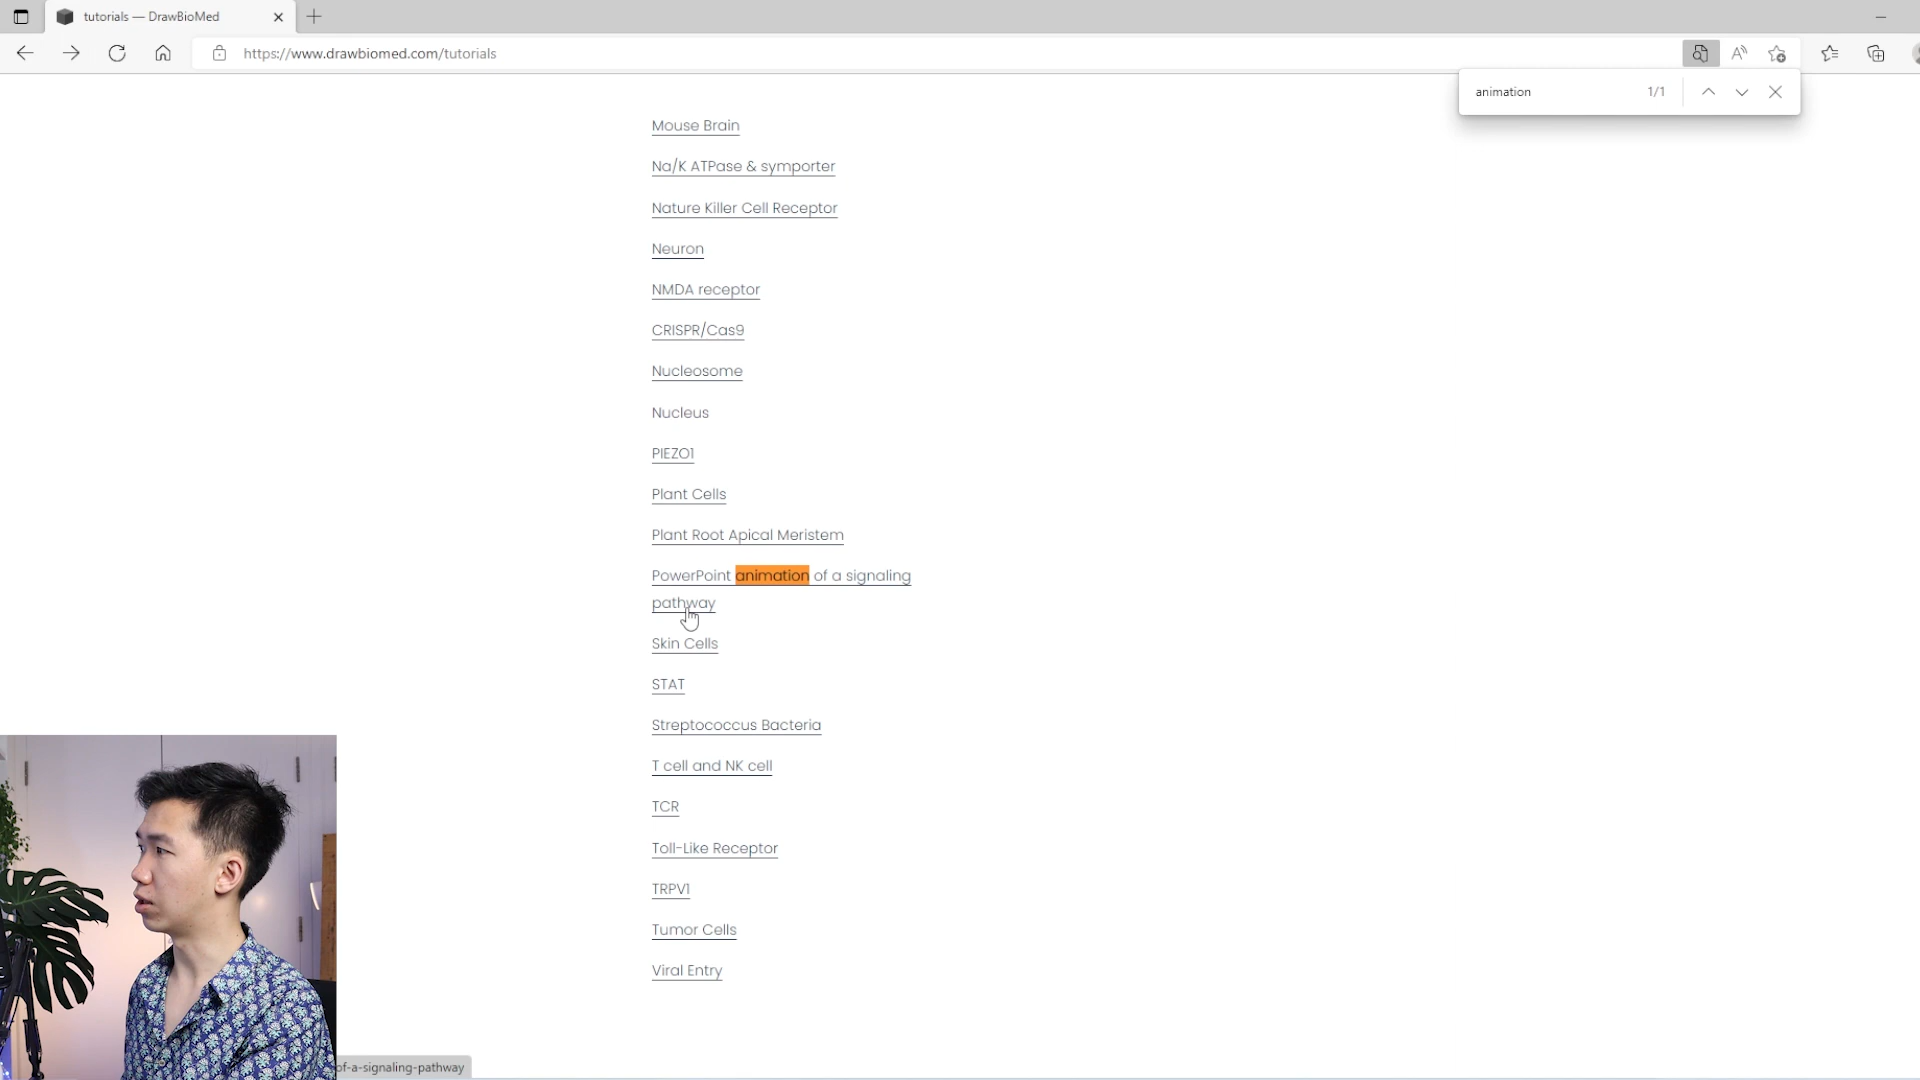 tutorials — DrawBioMed
https://www.drawbiomed.com/tutorials
animation 1/1
Mouse Brain
Na/K ATPase & symporter
Nature Killer Cell Receptor
Neuron
NMDA receptor
CRISPR/Cas9
Nucleosome
Nucleus
PIEZO1
Plant Cells
Plant Root Apical Meristem
PowerPoint animation of a signaling
pathway
Skin Cells
STAT
Streptococcus Bacteria
T cell and NK cell
TCR
Toll-Like Receptor
TRPV1
Tumor Cells
Viral Entry
of-a-signaling-pathway